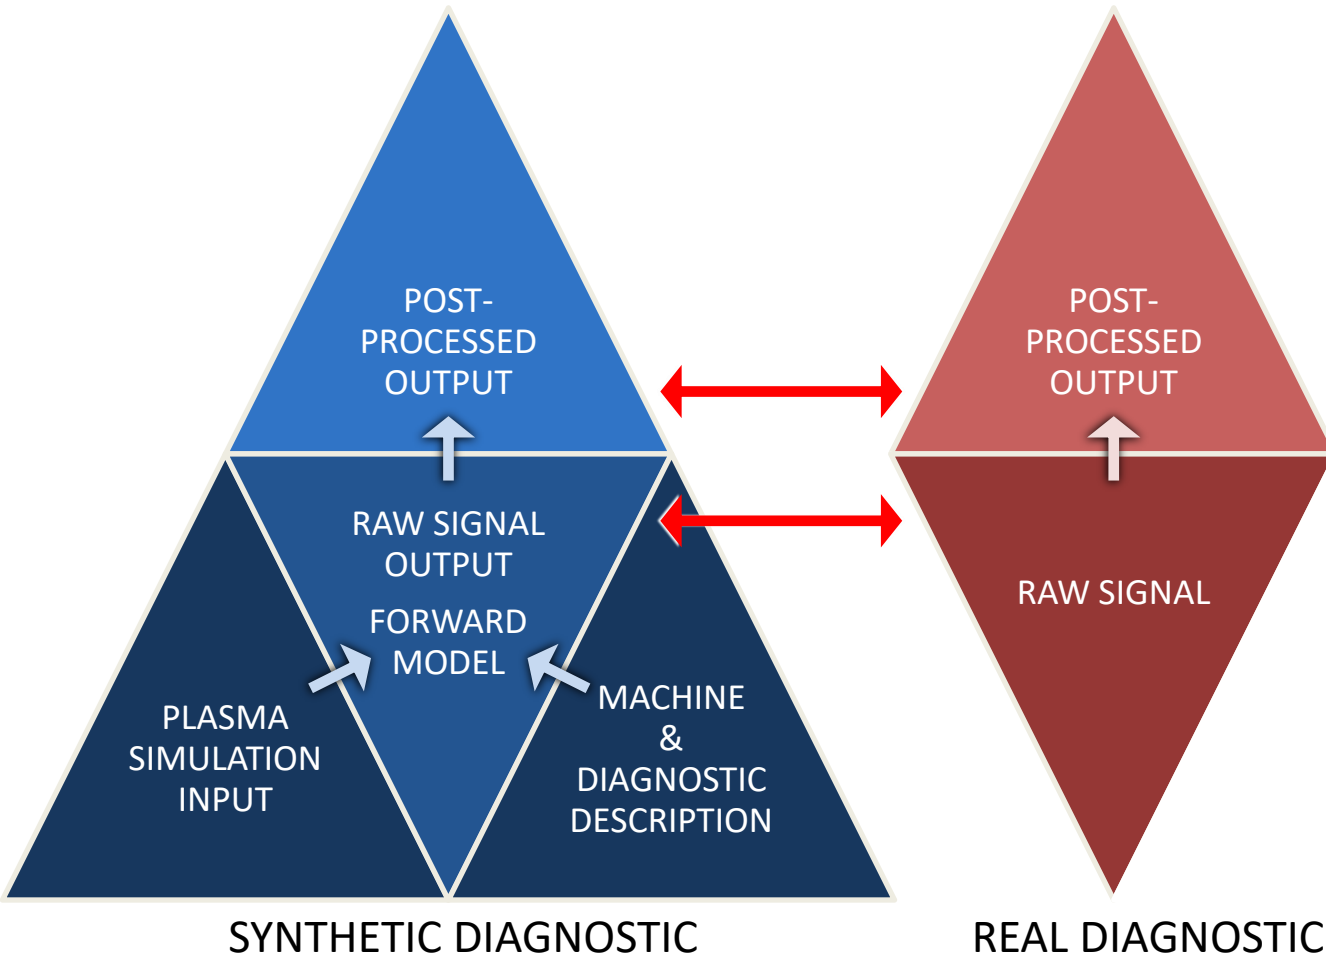 POST-
PROCESSED
OUTPUT
RAW SIGNAL
OUTPUT
FORWARD
MODEL
PLASMA
SIMULATION
INPUT
MACHINE
&
DIAGNOSTIC
DESCRIPTION
SYNTHETIC DIAGNOSTIC
POST-
PROCESSED
OUTPUT
RAW SIGNAL
REAL DIAGNOSTIC